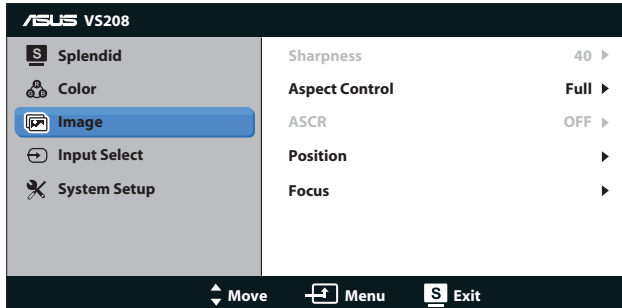 ASUS VS208
S Splendid
R G B Color
Image
Input Select
System Setup
Sharpness 40
Aspect Control Full
ASCR OFF
Position
Focus
Move Menu S Exit